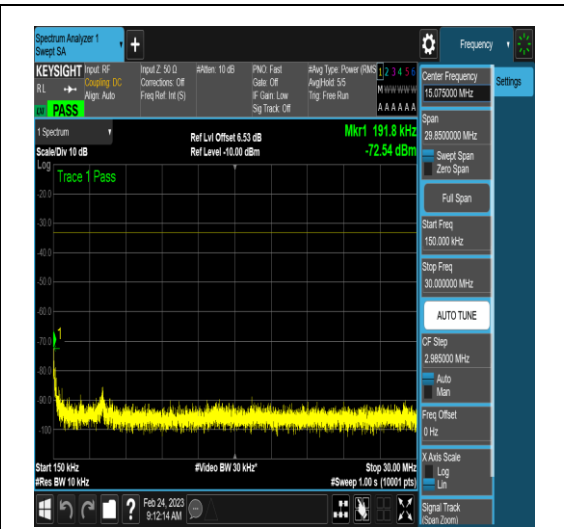 Spectrum Analyzer 1
Swept SA
+
Frequency
KEYSIGHT
RL
PASS
Input: RF
Coupling: DC
Align: Auto
Input Z: 50 Ω
Corrections: Off
Freq Ref: Int (S)
#Atten: 10 dB
PNO: Fast
Gate: Off
IF Gain: Low
Sig Track: Off
#Avg Type: Power (RMS
Avg|Hold: 5/5
Trig: Free Run
1 2 3 4 5 6
M W W W W W
A A A A A A
1 Spectrum
Scale/Div 10 dB
Ref Lvl Offset 6.53 dB
Ref Level -10.00 dBm
Mkr1 191.8 kHz
-72.54 dBm
Log
Trace 1 Pass
-20.0
-30.0
-40.0
-50.0
-60.0
-70.0
-80.0
-90.0
-100
1
Start 150 kHz
#Res BW 10 kHz
#Video BW 30 kHz*
Stop 30.00 MHz
#Sweep 1.00 s (10001 pts)
?
Feb 24, 2023
9:12:14 AM
Center Frequency
15.075000 MHz
Settings
Span
29.8500000 MHz
Swept Span
Zero Span
Full Span
Start Freq
150.000 kHz
Stop Freq
30.000000 MHz
AUTO TUNE
CF Step
2.985000 MHz
Auto
Man
Freq Offset
0 Hz
X Axis Scale
Log
Lin
Signal Track
(Span Zoom)